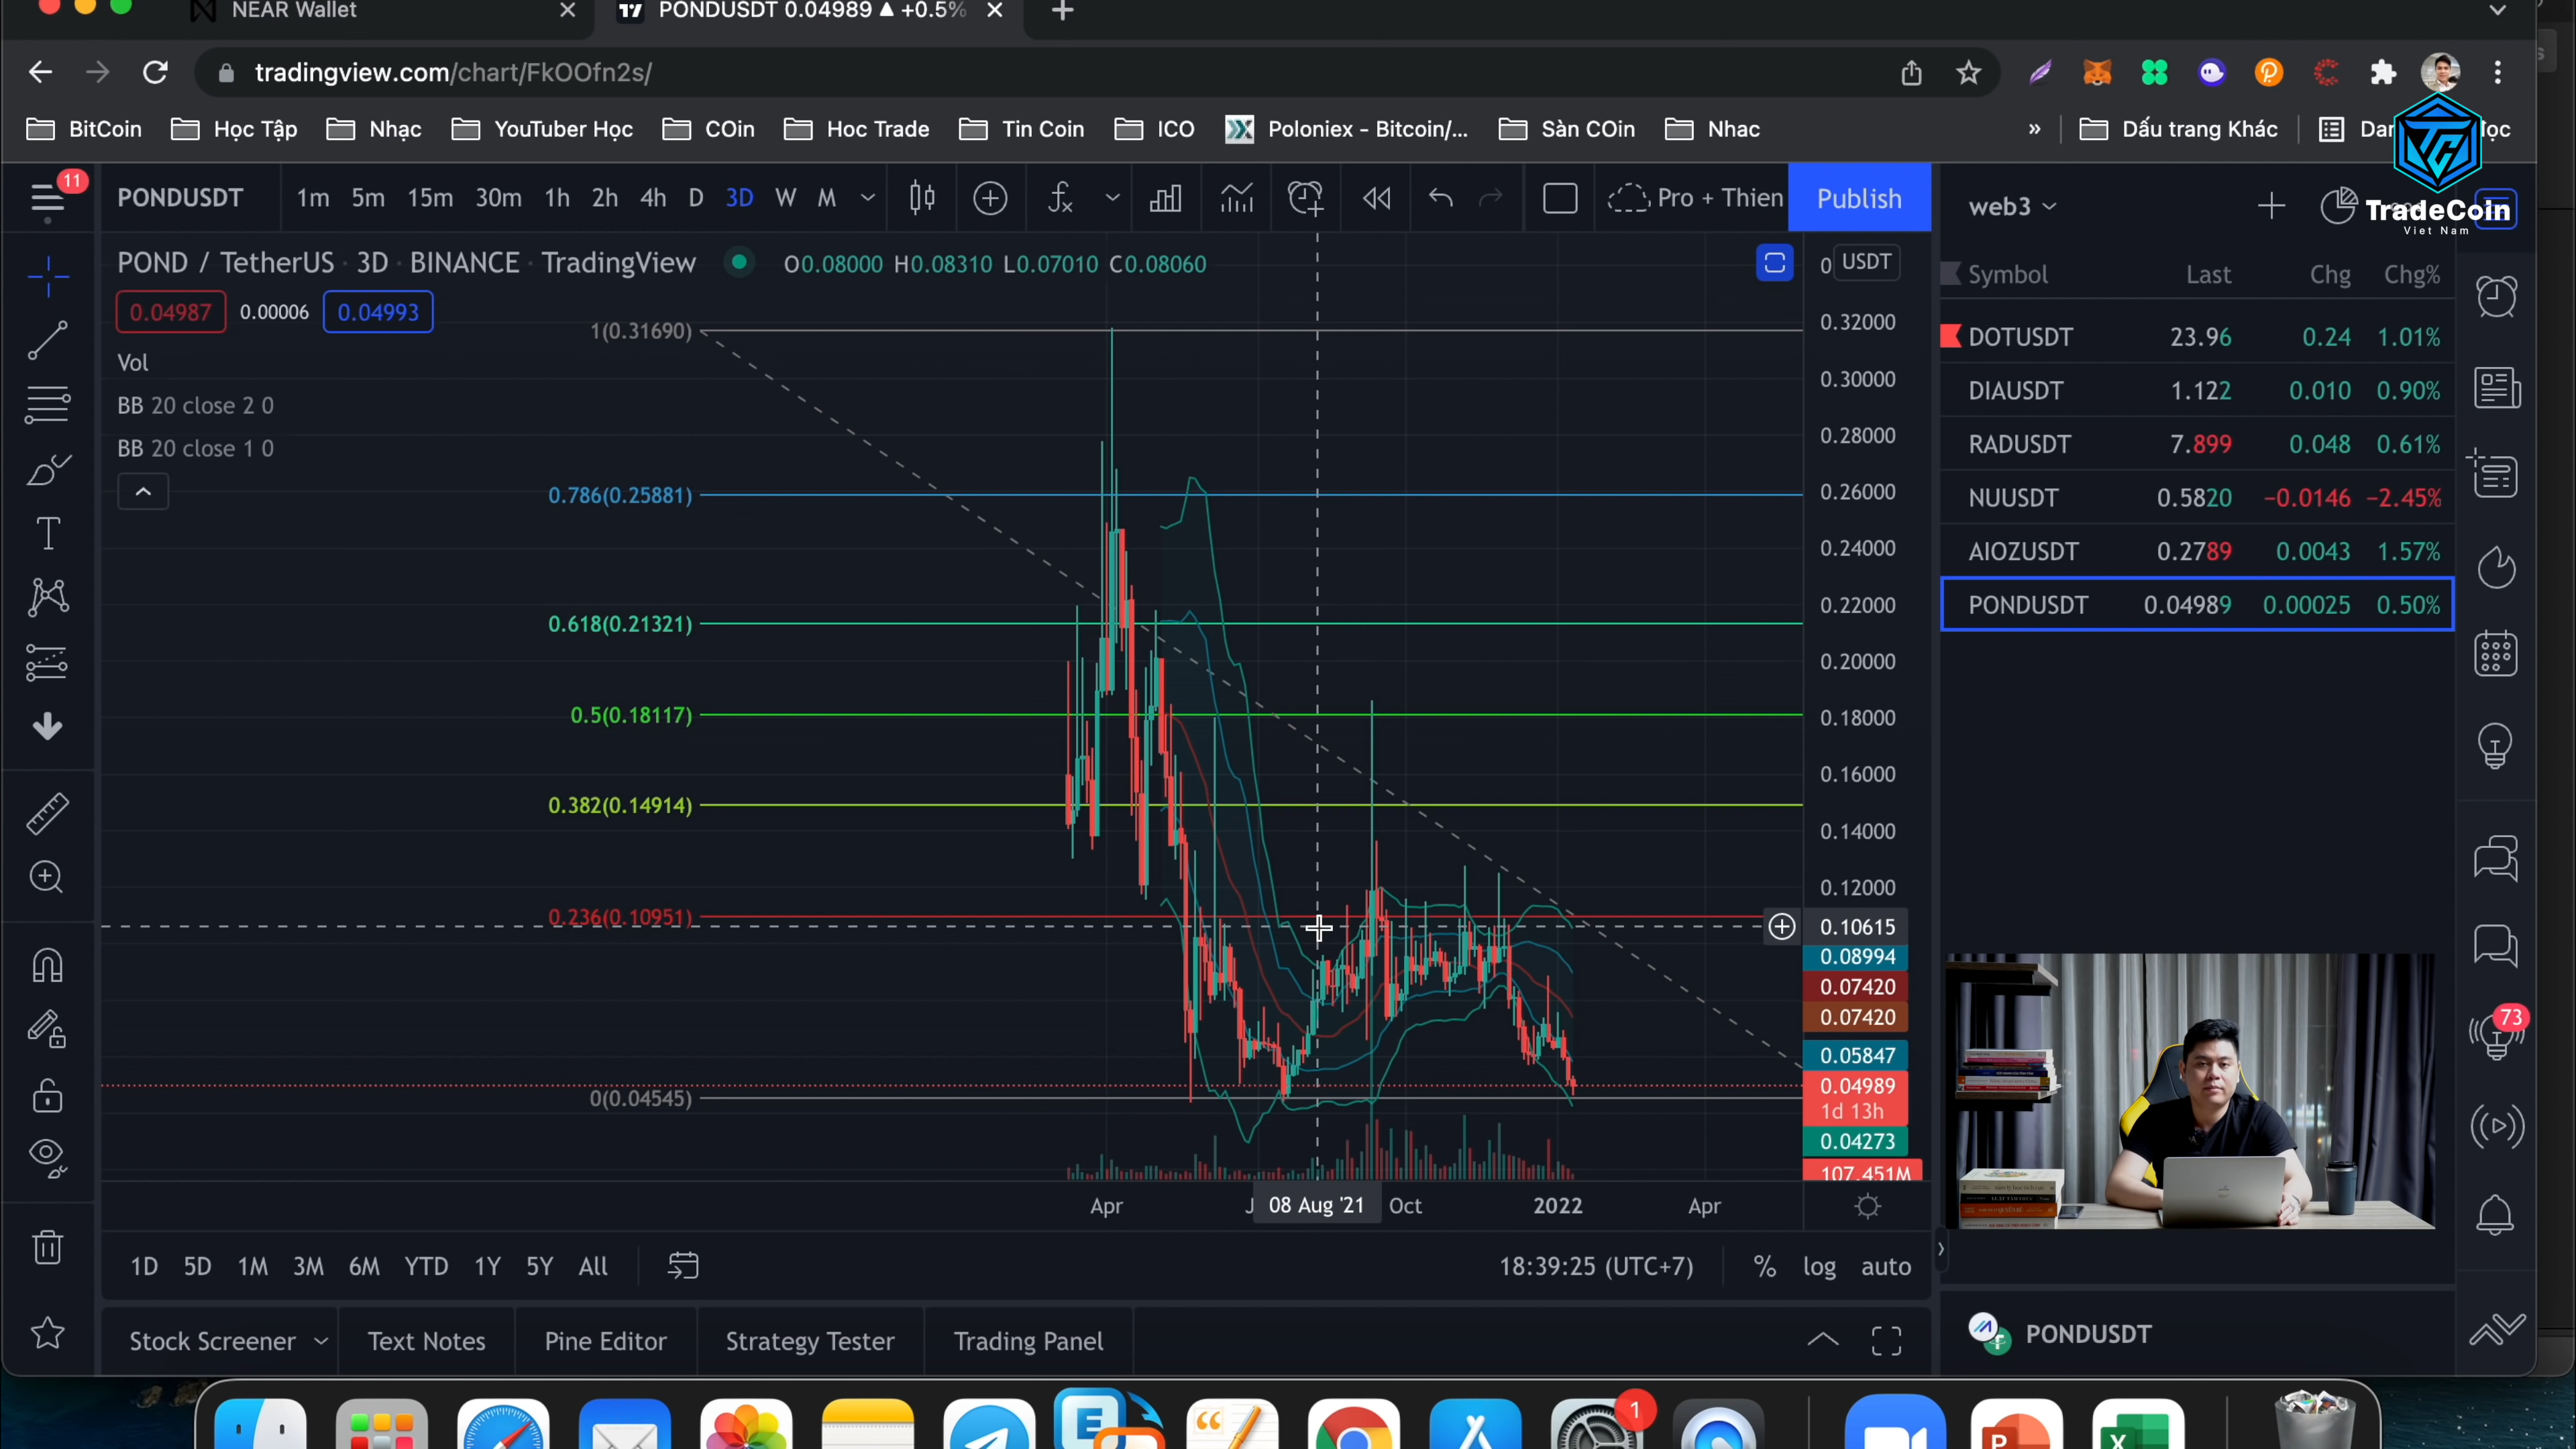 NEAR Wallet
PONDUSDT 0.04989 ▲ +0.5%
tradingview.com/chart/FkOOfn2s/
BitCoin Học Tập Nhạc YouTuber Học COin Hoc Trade Tin Coin ICO Poloniex - Bitcoin/... Sàn COin Nhac » Dấu trang Khác
TradeCoin
Viet Nam
11
PONDUSDT 1m 5m 15m 30m 1h 2h 4h D 3D W M Pro + Thien Publish
web3
POND / TetherUS · 3D · BINANCE · TradingView O0.08000 H0.08310 L0.07010 C0.08060
0.04987 0.00006 0.04993
Vol
BB 20 close 2 0
BB 20 close 1 0
1(0.31690)
0.786(0.25881)
0.618(0.21321)
0.5(0.18117)
0.382(0.14914)
0.236(0.10951)
0(0.04545)
USDT
0.32000
0.30000
0.28000
0.26000
0.24000
0.22000
0.20000
0.18000
0.16000
0.14000
0.12000
0.10615
0.08994
0.07420
0.07420
0.05847
0.04989
1d 13h
0.04273
107.451M
Apr 08 Aug '21 Oct 2022 Apr
1D 5D 1M 3M 6M YTD 1Y 5Y All 18:39:25 (UTC+7) % log auto
Stock Screener Text Notes Pine Editor Strategy Tester Trading Panel
Symbol Last Chg Chg%
DOTUSDT 23.96 0.24 1.01%
DIAUSDT 1.122 0.010 0.90%
RADUSDT 7.899 0.048 0.61%
NUUSDT 0.5820 −0.0146 −2.45%
AIOZUSDT 0.2789 0.0043 1.57%
PONDUSDT 0.04989 0.00025 0.50%
73
PONDUSDT
1